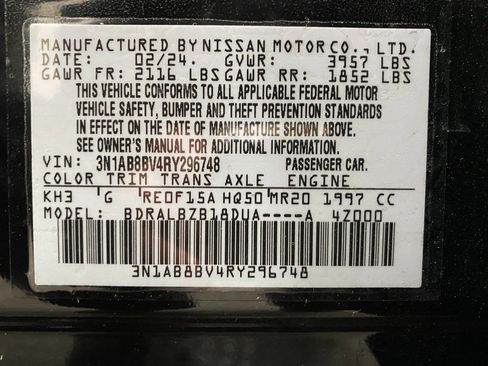 MANUFACTURED BY NISSAN MOTOR CO., LTD.
DATE: 02/24. GVWR: 3957 LBS
GAWR FR: 2116 LBS GAWR RR: 1852 LBS
THIS VEHICLE CONFORMS TO ALL APPLICABLE FEDERAL MOTOR
VEHICLE SAFETY, BUMPER AND THEFT PREVENTION STANDARDS
IN EFFECT ON THE DATE OF MANUFACTURE SHOWN ABOVE.
SEE OWNER'S MANUAL FOR ADDITIONAL INFORMATION.
VIN: 3N1AB8BV4RY296748 PASSENGER CAR.
COLOR TRIM TRANS AXLE ENGINE
KH3 G RE0F15A HQ50 MR20 1997 CC
MODEL: BDRALBZB18DUA----A 4Z000
3N1AB8BV4RY296748